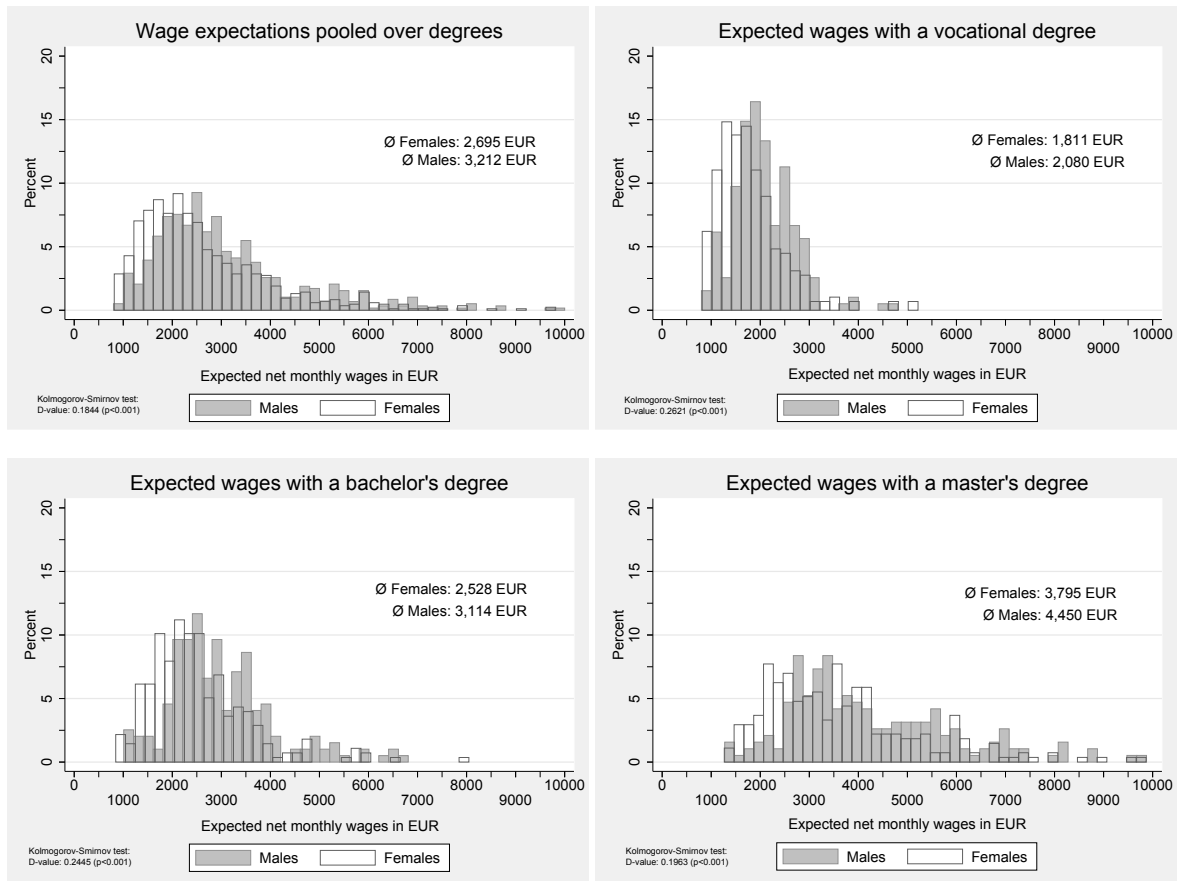 Wage expectations pooled over degrees
20
15
10
5
0
Percent
Ø Females: 2,695 EUR
Ø Males: 3,212 EUR
0 2000 4000 6000 8000 10000
1000 3000 5000 7000 9000
Expected net monthly wages in EUR
Kolmogorov-Smirnov test:
D-value: 0.1844 (p<0.001)
Males Females
Expected wages with a vocational degree
20
15
10
5
0
Percent
Ø Females: 1,811 EUR
Ø Males: 2,080 EUR
0 2000 4000 6000 8000 10000
1000 3000 5000 7000 9000
Expected net monthly wages in EUR
Kolmogorov-Smirnov test:
D-value: 0.2621 (p<0.001)
Males Females
Expected wages with a bachelor's degree
20
15
10
5
0
Percent
Ø Females: 2,528 EUR
Ø Males: 3,114 EUR
0 2000 4000 6000 8000 10000
1000 3000 5000 7000 9000
Expected net monthly wages in EUR
Kolmogorov-Smirnov test:
D-value: 0.2445 (p<0.001)
Males Females
Expected wages with a master's degree
20
15
10
5
0
Percent
Ø Females: 3,795 EUR
Ø Males: 4,450 EUR
0 2000 4000 6000 8000 10000
1000 3000 5000 7000 9000
Expected net monthly wages in EUR
Kolmogorov-Smirnov test:
D-value: 0.1963 (p<0.001)
Males Females